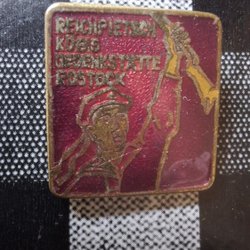 REICHPIETSCH
KÖBIS
GEDENKSTÄTTE
ROSTOCK